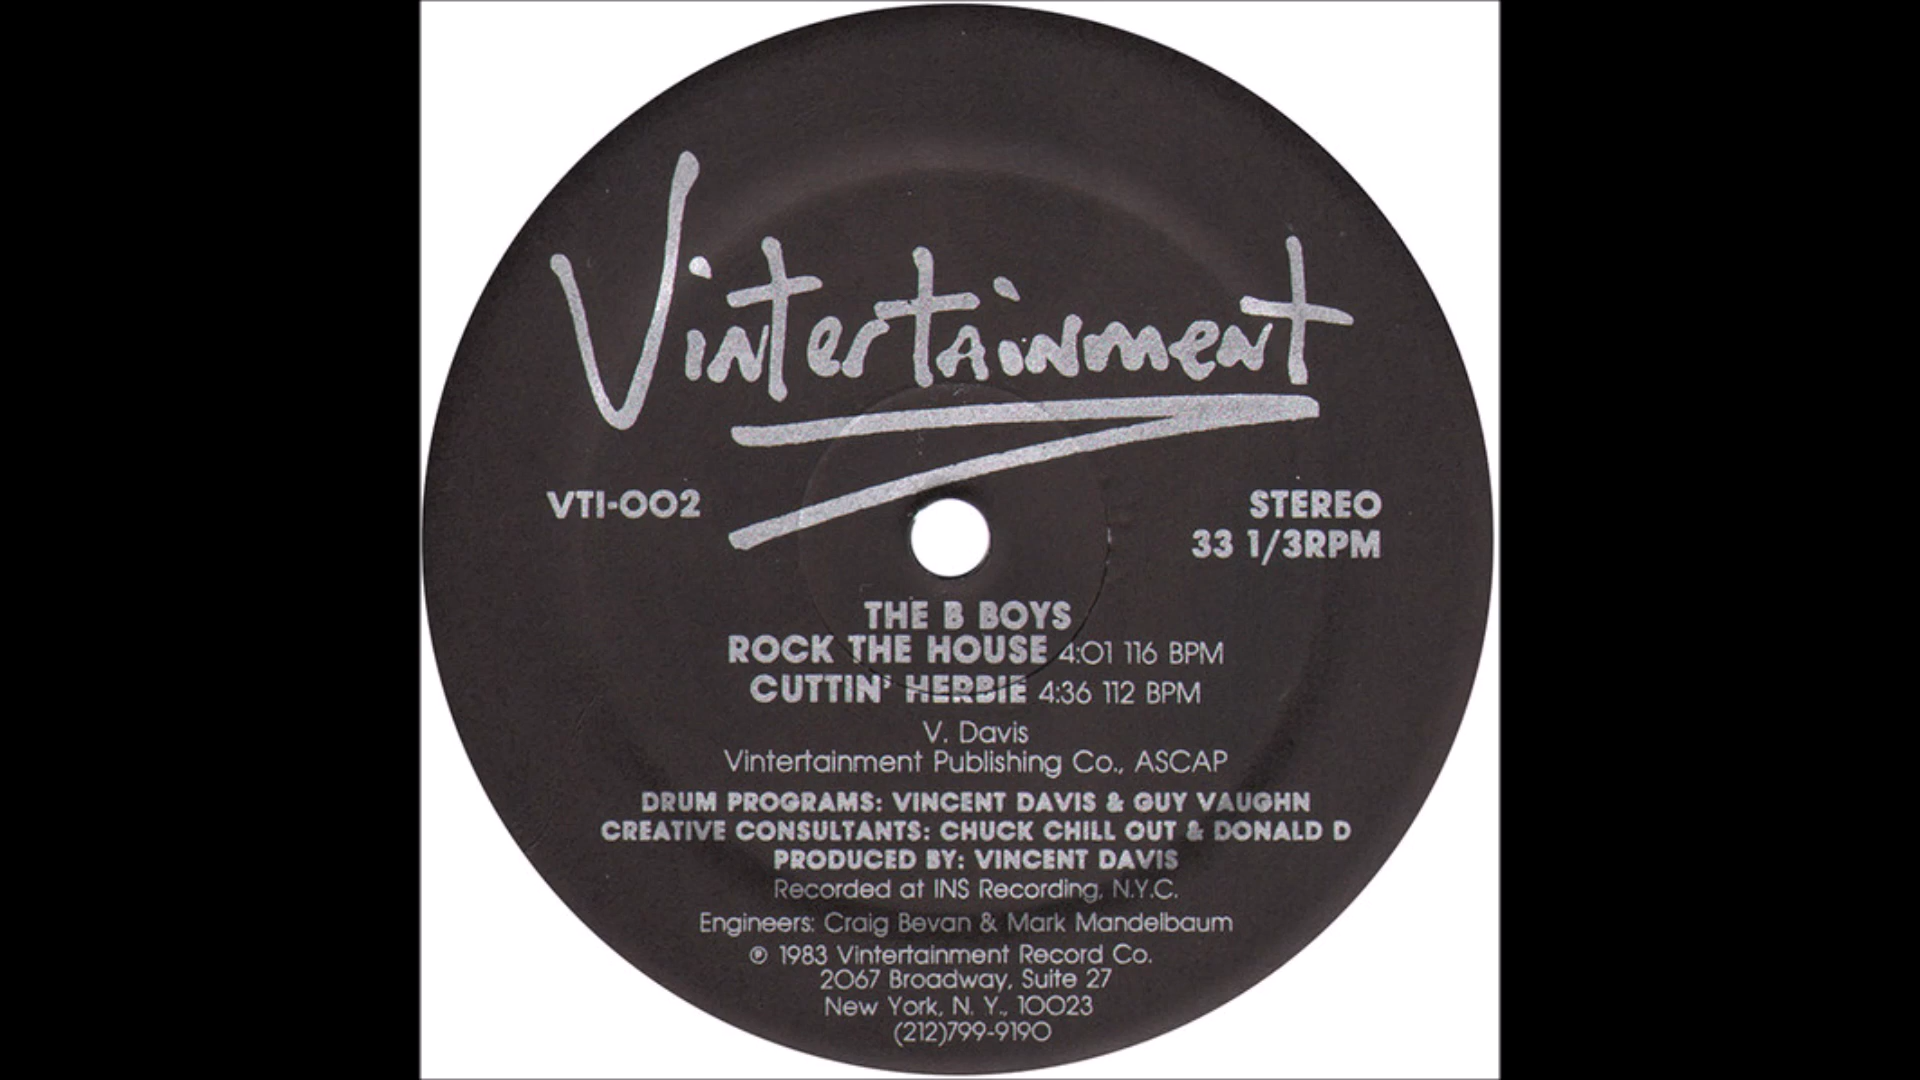 Vintertainment
VTI-002
STEREO
33 1/3RPM
THE B BOYS
ROCK THE HOUSE 4:01 116 BPM
CUTTIN' HERBIE 4:36 112 BPM
V. Davis
Vintertainment Publishing Co., ASCAP
DRUM PROGRAMS: VINCENT DAVIS & GUY VAUGHN
CREATIVE CONSULTANTS: CHUCK CHILL OUT & DONALD D
PRODUCED BY: VINCENT DAVIS
Recorded at INS Recording, N.Y.C.
Engineers: Craig Bevan & Mark Mandelbaum
℗ 1983 Vintertainment Record Co.
2067 Broadway, Suite 27
New York, N. Y., 10023
(212)799-9190